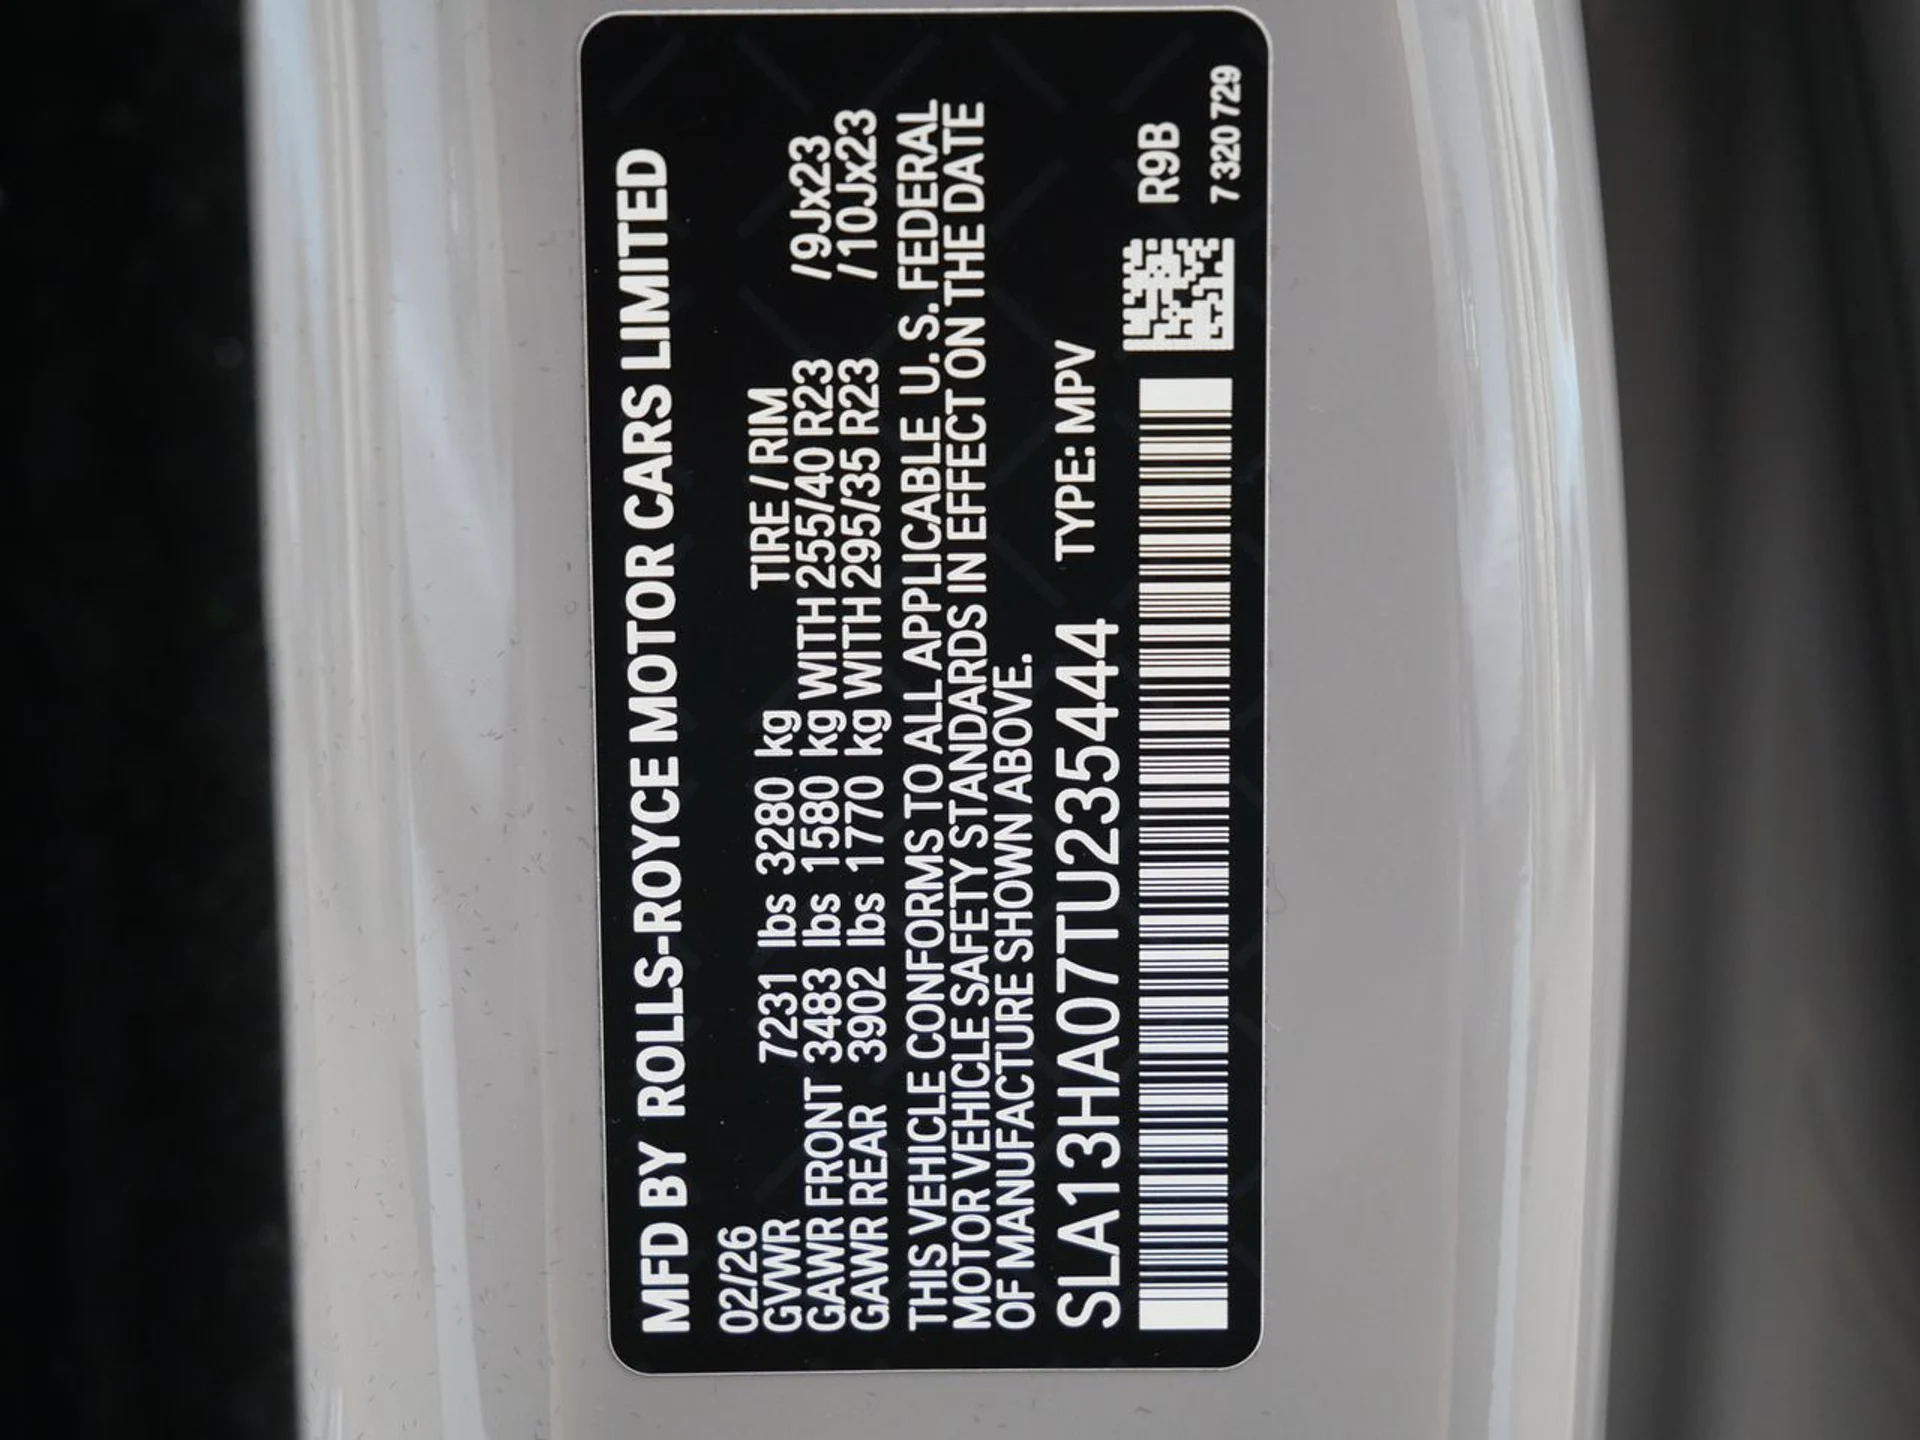 MFD BY ROLLS-ROYCE MOTOR CARS LIMITED
02/26
GVWR 7231 lbs 3280 kg TIRE / RIM
GAWR FRONT 3483 lbs 1580 kg WITH 255/40 R23 /9Jx23
GAWR REAR 3902 lbs 1770 kg WITH 295/35 R23 /10Jx23
THIS VEHICLE CONFORMS TO ALL APPLICABLE U.S. FEDERAL
MOTOR VEHICLE SAFETY STANDARDS IN EFFECT ON THE DATE
OF MANUFACTURE SHOWN ABOVE.
SLA13HA07TU235444 TYPE: MPV
R9B
7 320 729